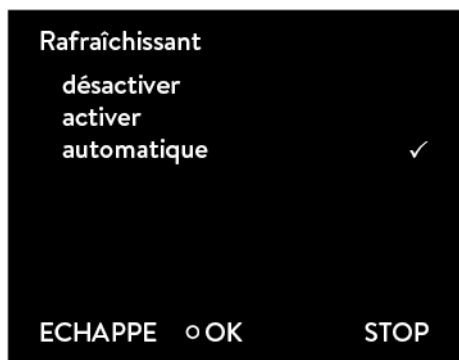 Rafraîchissant
désactiver
activer
automatique ✓
ECHAPPE ○ OK STOP